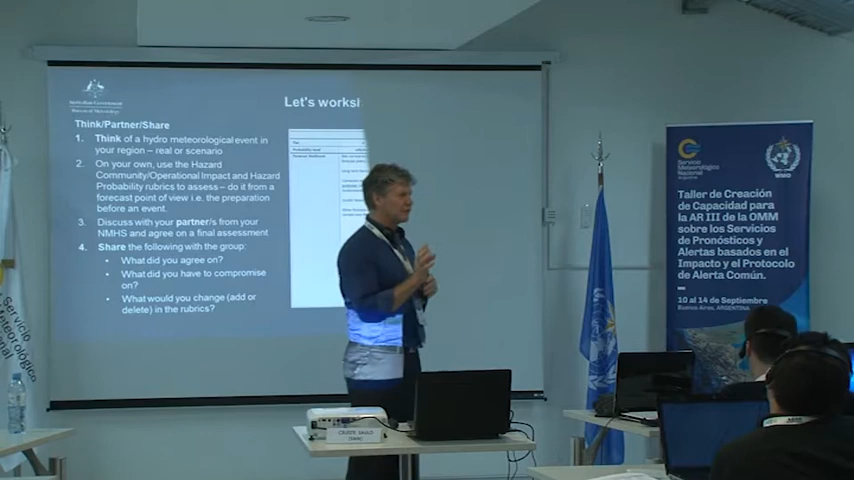 Australian Government
Bureau of Meteorology
Let's worksh
Think/Partner/Share
1. Think of a hydro meteorological event in
your region – real or scenario
2. On your own, use the Hazard
Community/Operational Impact and Hazard
Probability rubrics to assess – do it from a
forecast point of view i.e. the preparation
before an event.
3. Discuss with your partner/s from your
NMHS and agree on a final assessment
4. Share the following with the group:
• What did you agree on?
• What did you have to compromise
on?
• What would you change (add or
delete) in the rubrics?
Servicio
Meteorológico
Nacional
Argentina
WMO
Taller de Creación
de Capacidad para
la AR III de la OMM
sobre los Servicios
de Pronósticos y
Alertas basados en el
Impacto y el Protocolo
de Alerta Común.
10 al 14 de Septiembre
Buenos Aires, ARGENTINA
Servicio
Meteorológico
CELESTE SAULO